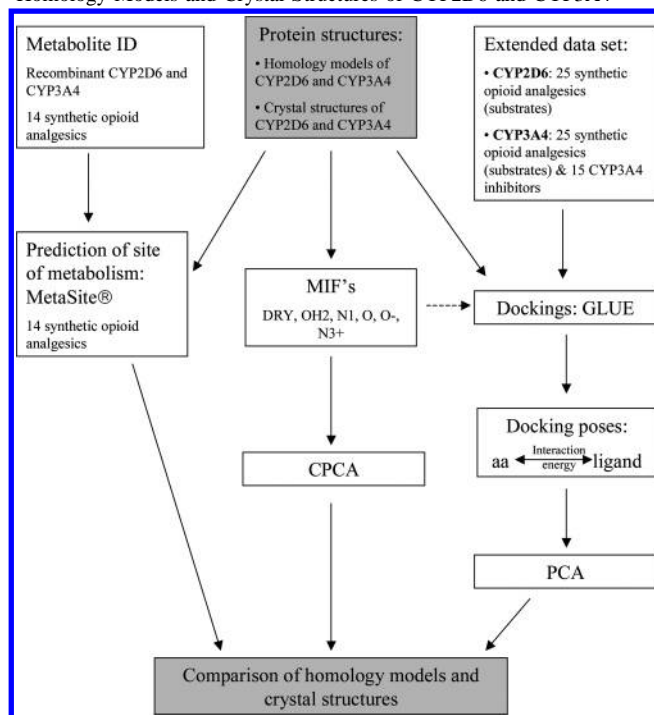 Homology Models and Crystal Structures of CYP2D6 and CYP3A4
Metabolite ID
Recombinant CYP2D6 and
CYP3A4
14 synthetic opioid
analgesics
Protein structures:
• Homology models of
CYP2D6 and CYP3A4
• Crystal structures of
CYP2D6 and CYP3A4
Extended data set:
• CYP2D6: 25 synthetic
opioid analgesics
(substrates)
• CYP3A4: 25 synthetic
opioid analgesics
(substrates) & 15 CYP3A4
inhibitors
Prediction of site
of metabolism:
MetaSite®
14 synthetic opioid
analgesics
MIF's
DRY, OH2, N1, O, O-,
N3+
Dockings: GLUE
Docking poses:
aa Interaction ligand
energy
CPCA
PCA
Comparison of homology models and
crystal structures